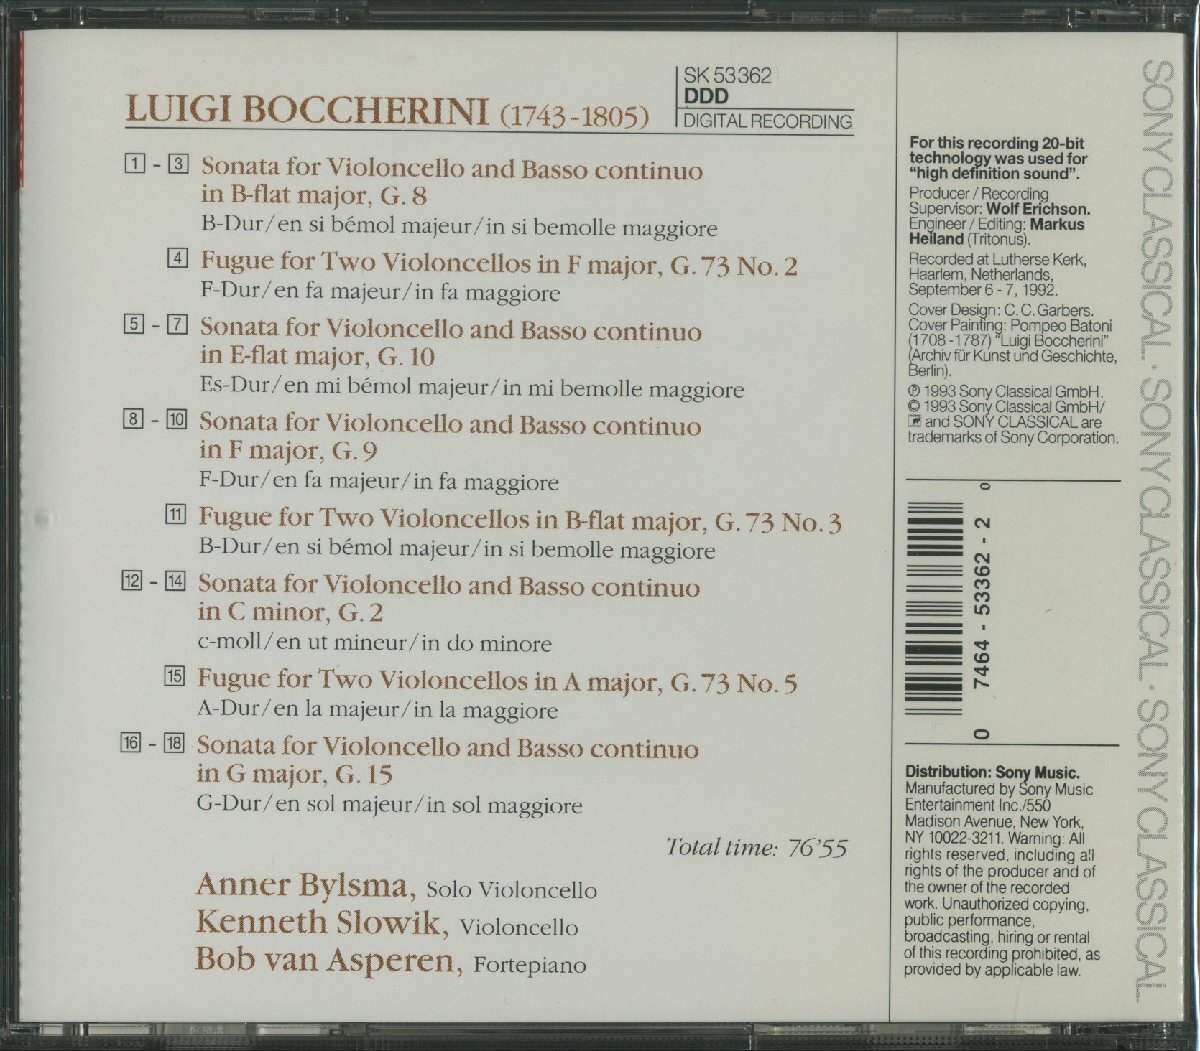 LUIGI BOCCHERINI (1743-1805)
SK 53362
DDD
DIGITAL RECORDING
1 - 3 Sonata for Violoncello and Basso continuo
in B-flat major, G. 8
B-Dur/en si bémol majeur/in si bemolle maggiore
4 Fugue for Two Violoncellos in F major, G. 73 No. 2
F-Dur/en fa majeur/in fa maggiore
5 - 7 Sonata for Violoncello and Basso continuo
in E-flat major, G. 10
Es-Dur/en mi bémol majeur/in mi bemolle maggiore
8 - 10 Sonata for Violoncello and Basso continuo
in F major, G. 9
F-Dur/en fa majeur/in fa maggiore
11 Fugue for Two Violoncellos in B-flat major, G. 73 No. 3
B-Dur/en si bémol majeur/in si bemolle maggiore
12 - 14 Sonata for Violoncello and Basso continuo
in C minor, G. 2
c-moll/en ut mineur/in do minore
15 Fugue for Two Violoncellos in A major, G. 73 No. 5
A-Dur/en la majeur/in la maggiore
16 - 18 Sonata for Violoncello and Basso continuo
in G major, G. 15
G-Dur/en sol majeur/in sol maggiore
Total time: 76'55
Anner Bylsma, Solo Violoncello
Kenneth Slowik, Violoncello
Bob van Asperen, Fortepiano
For this recording 20-bit
technology was used for
"high definition sound".
Producer / Recording
Supervisor: Wolf Erichson.
Engineer / Editing: Markus
Heiland (Tritonus).
Recorded at Lutherse Kerk,
Haarlem, Netherlands,
September 6 - 7, 1992.
Cover Design: C. C. Garbers.
Cover Painting: Pompeo Batoni
(1708 -1787) "Luigi Boccherini"
(Archiv für Kunst und Geschichte,
Berlin).
℗ 1993 Sony Classical GmbH.
© 1993 Sony Classical GmbH/
and SONY CLASSICAL are
trademarks of Sony Corporation.
0 7464 - 53362 - 2 0
Distribution: Sony Music.
Manufactured by Sony Music
Entertainment Inc./550
Madison Avenue, New York,
NY 10022-3211. Warning: All
rights reserved, including all
rights of the producer and of
the owner of the recorded
work. Unauthorized copying,
public performance,
broadcasting, hiring or rental
of this recording prohibited, as
provided by applicable law.
SONY CLASSICAL · SONY CLASSICAL · SONY CLASSICAL